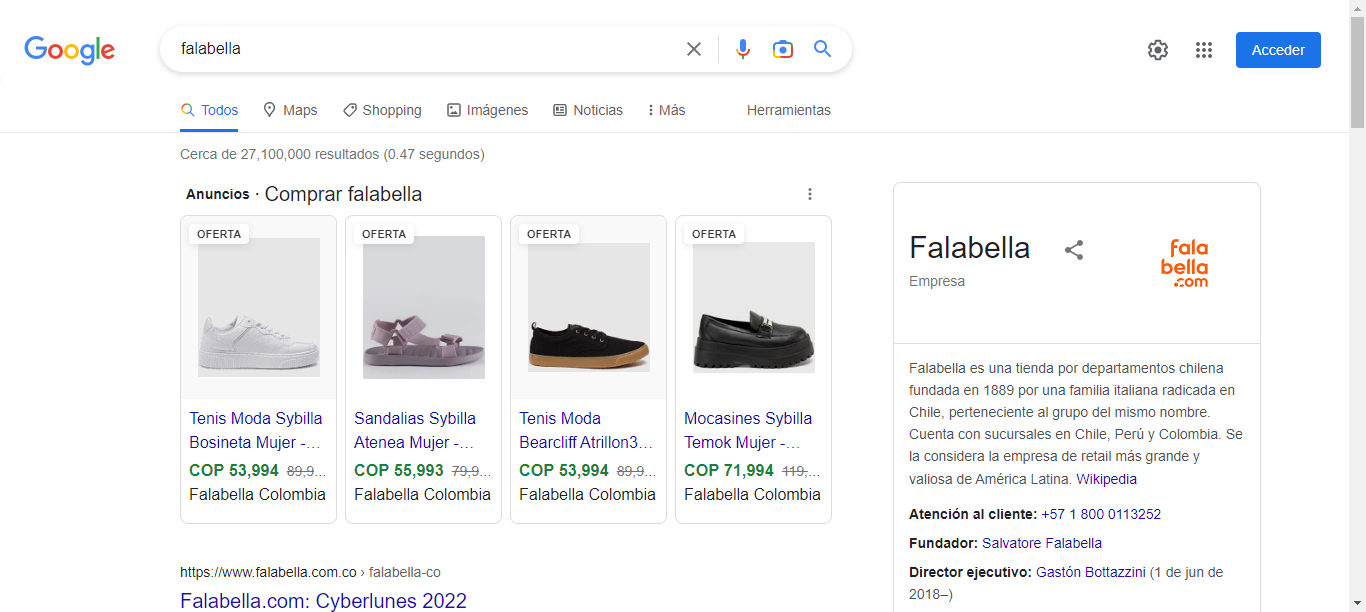 Google
falabella
Acceder
Todos
Maps
Shopping
Imágenes
Noticias
Más
Herramientas
Cerca de 27,100,000 resultados (0.47 segundos)
Anuncios · Comprar falabella
OFERTA
Tenis Moda Sybilla
Bosineta Mujer -...
COP 53,994 89,9...
Falabella Colombia
OFERTA
Sandalias Sybilla
Atenea Mujer -...
COP 55,993 79,9...
Falabella Colombia
OFERTA
Tenis Moda
Bearcliff Atrillon3...
COP 53,994 89,9...
Falabella Colombia
OFERTA
Mocasines Sybilla
Temok Mujer -...
COP 71,994 119,...
Falabella Colombia
https://www.falabella.com.co › falabella-co
Falabella.com: Cyberlunes 2022
Falabella
Empresa
fala
bella
.com
Falabella es una tienda por departamentos chilena
fundada en 1889 por una familia italiana radicada en
Chile, perteneciente al grupo del mismo nombre.
Cuenta con sucursales en Chile, Perú y Colombia. Se
la considera la empresa de retail más grande y
valiosa de América Latina. Wikipedia
Atención al cliente: +57 1 800 0113252
Fundador: Salvatore Falabella
Director ejecutivo: Gastón Bottazzini (1 de jun de
2018–)